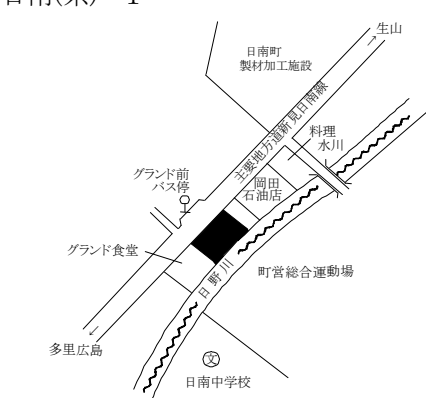 日南(県)-1
生山
日南町
製材加工施設
主要地方道新見日南線
料理
水川
グランド前
バス停
岡田
石油店
グランド食堂
日野川
町営総合運動場
多里広島
文
日南中学校